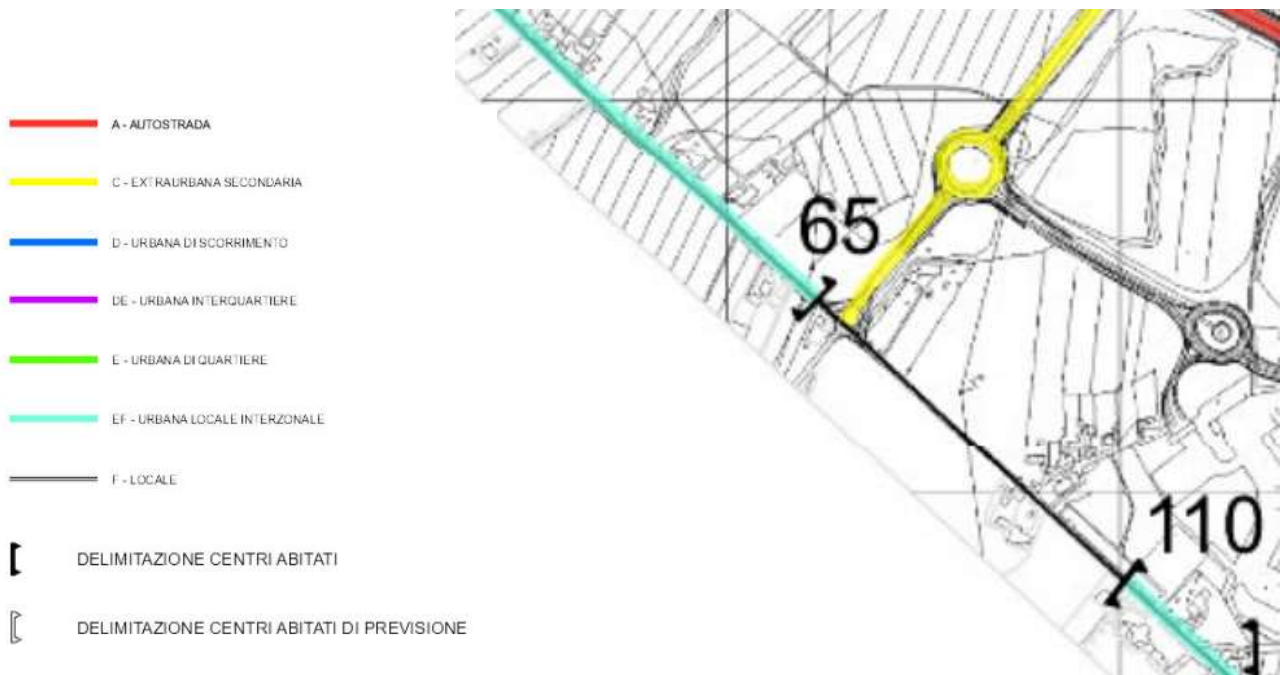 A - AUTOSTRADA
C - EXTRAURBANA SECONDARIA
D - URBANA DI SCORRIMENTO
DE - URBANA INTERQUARTIERE
E - URBANA DI QUARTIERE
EF - URBANA LOCALE INTERZONALE
F - LOCALE
DELIMITAZIONE CENTRI ABITATI
DELIMITAZIONE CENTRI ABITATI DI PREVISIONE
65
110